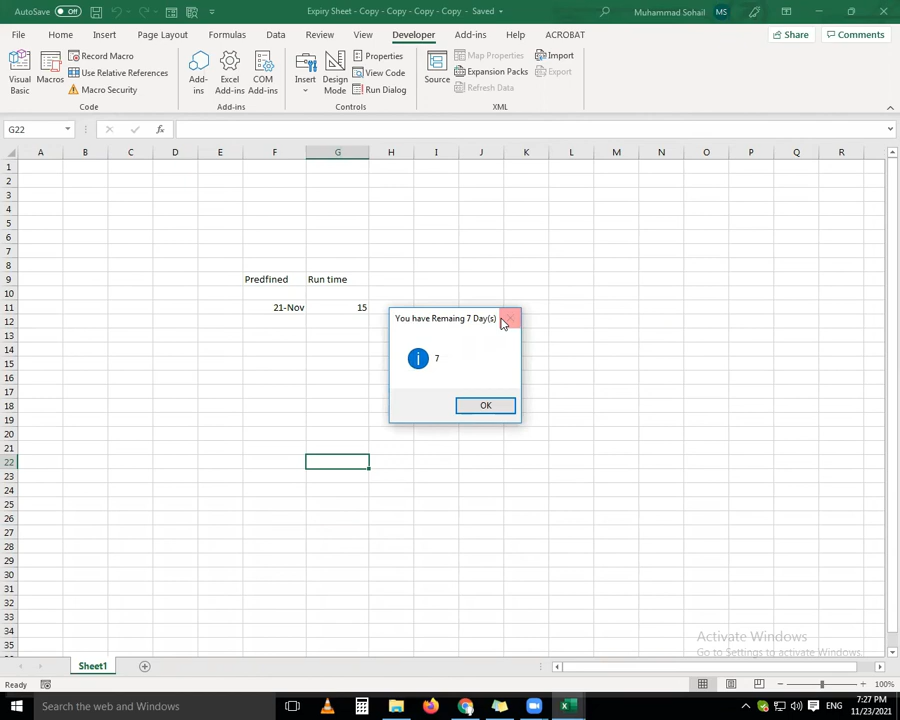 AutoSave Off Expiry Sheet - Copy - Copy - Copy - Copy - Saved Muhammad Sohail MS
File Home Insert Page Layout Formulas Data Review View Developer Add-ins Help ACROBAT Share Comments
Visual Basic
Macros
Record Macro
Use Relative References
Macro Security
Add-ins
Excel Add-ins
COM Add-ins
Insert
Design Mode
Properties
View Code
Run Dialog
Source
Map Properties
Expansion Packs
Refresh Data
Import
Export
Code Add-ins Controls XML
G22 fx
A B C D E F G H I J K L M N O P Q R
1
2
3
4
5
6
7
8
9 Predfined Run time
10
11 21-Nov 15
12 You have Remaing 7 Day(s)
13
14
15 7
16
17
18 OK
19
20
21
22
23
24
25
26
27
28
29
30
31
32
33
34 Activate Windows
35 Go to Settings to activate Windows.
Sheet1
Ready 100%
Search the web and Windows ENG 7:27 PM
11/23/2021